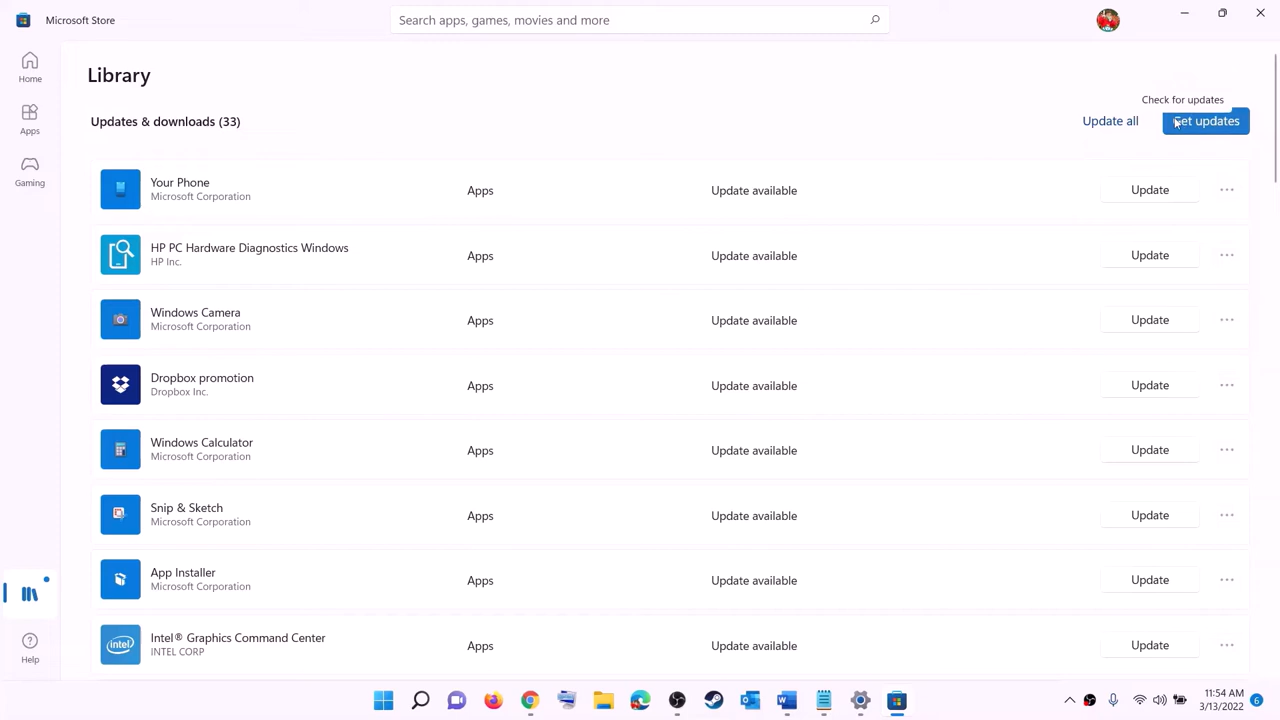 Microsoft Store
Search apps, games, movies and more
Home
Apps
Gaming
Help
Library
Check for updates
Updates & downloads (33)
Update all
Get updates
Your Phone
Microsoft Corporation
Apps
Update available
Update
HP PC Hardware Diagnostics Windows
HP Inc.
Apps
Update available
Update
Windows Camera
Microsoft Corporation
Apps
Update available
Update
Dropbox promotion
Dropbox Inc.
Apps
Update available
Update
Windows Calculator
Microsoft Corporation
Apps
Update available
Update
Snip & Sketch
Microsoft Corporation
Apps
Update available
Update
App Installer
Microsoft Corporation
Apps
Update available
Update
intel
Intel® Graphics Command Center
INTEL CORP
Apps
Update available
Update
11:54 AM
3/13/2022
6